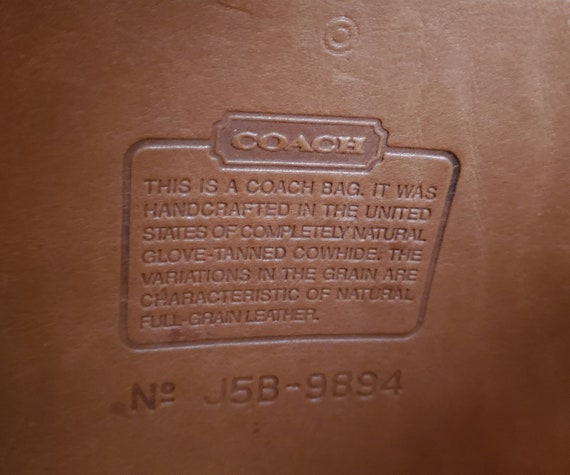 COACH
THIS IS A COACH BAG. IT WAS
HANDCRAFTED IN THE UNITED
STATES OF COMPLETELY NATURAL
GLOVE-TANNED COWHIDE. THE
VARIATIONS IN THE GRAIN ARE
CHARACTERISTIC OF NATURAL
FULL-GRAIN LEATHER.
Nº J5B-9894